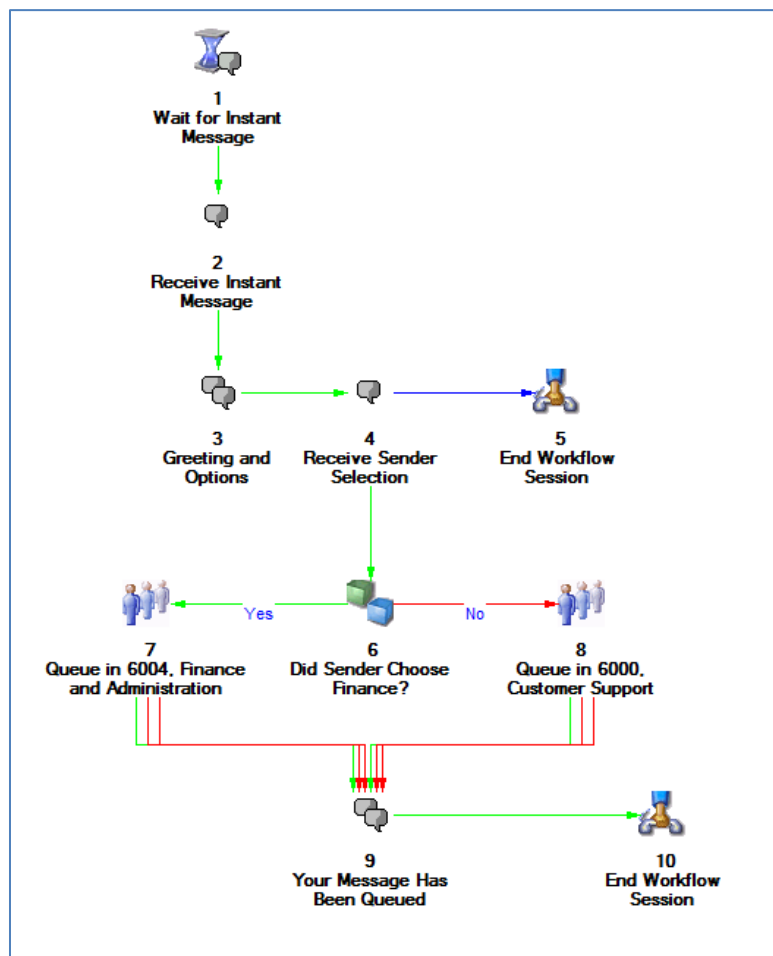 1
Wait for Instant
Message
2
Receive Instant
Message
3
Greeting and
Options
4
Receive Sender
Selection
5
End Workflow
Session
Yes
No
7
Queue in 6004, Finance
and Administration
6
Did Sender Choose
Finance?
8
Queue in 6000,
Customer Support
9
Your Message Has
Been Queued
10
End Workflow
Session